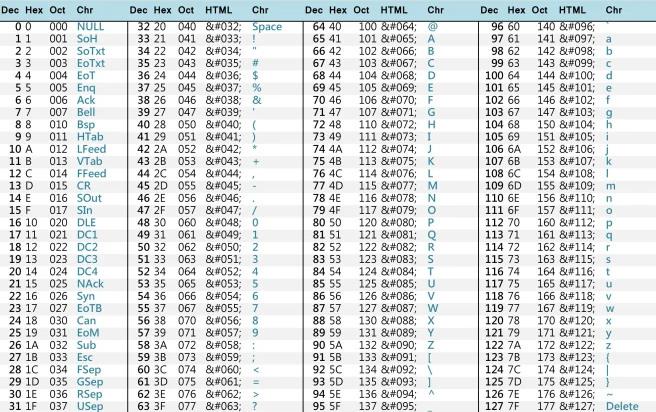 Dec Hex Oct Chr Dec Hex Oct HTML Chr Dec Hex Oct HTML Chr Dec Hex Oct HTML Chr
0 0 000 NULL 32 20 040 &#032; Space 64 40 100 &#064; @ 96 60 140 &#096; `
1 1 001 SoH 33 21 041 &#033; ! 65 41 101 &#065; A 97 61 141 &#097; a
2 2 002 SoTxt 34 22 042 &#034; " 66 42 102 &#066; B 98 62 142 &#098; b
3 3 003 EoTxt 35 23 043 &#035; # 67 43 103 &#067; C 99 63 143 &#099; c
4 4 004 EoT 36 24 044 &#036; $ 68 44 104 &#068; D 100 64 144 &#100; d
5 5 005 Enq 37 25 045 &#037; % 69 45 105 &#069; E 101 65 145 &#101; e
6 6 006 Ack 38 26 046 &#038; & 70 46 106 &#070; F 102 66 146 &#102; f
7 7 007 Bell 39 27 047 &#039; ' 71 47 107 &#071; G 103 67 147 &#103; g
8 8 010 Bsp 40 28 050 &#040; ( 72 48 110 &#072; H 104 68 150 &#104; h
9 9 011 HTab 41 29 051 &#041; ) 73 49 111 &#073; I 105 69 151 &#105; i
10 A 012 LFeed 42 2A 052 &#042; * 74 4A 112 &#074; J 106 6A 152 &#106; j
11 B 013 VTab 43 2B 053 &#043; + 75 4B 113 &#075; K 107 6B 153 &#107; k
12 C 014 FFeed 44 2C 054 &#044; , 76 4C 114 &#076; L 108 6C 154 &#108; l
13 D 015 CR 45 2D 055 &#045; - 77 4D 115 &#077; M 109 6D 155 &#109; m
14 E 016 SOut 46 2E 056 &#046; . 78 4E 116 &#078; N 110 6E 156 &#110; n
15 F 017 SIn 47 2F 057 &#047; / 79 4F 117 &#079; O 111 6F 157 &#111; o
16 10 020 DLE 48 30 060 &#048; 0 80 50 120 &#080; P 112 70 160 &#112; p
17 11 021 DC1 49 31 061 &#049; 1 81 51 121 &#081; Q 113 71 161 &#113; q
18 12 022 DC2 50 32 062 &#050; 2 82 52 122 &#082; R 114 72 162 &#114; r
19 13 023 DC3 51 33 063 &#051; 3 83 53 123 &#083; S 115 73 163 &#115; s
20 14 024 DC4 52 34 064 &#052; 4 84 54 124 &#084; T 116 74 164 &#116; t
21 15 025 NAck 53 35 065 &#053; 5 85 55 125 &#085; U 117 75 165 &#117; u
22 16 026 Syn 54 36 066 &#054; 6 86 56 126 &#086; V 118 76 166 &#118; v
23 17 027 EoTB 55 37 067 &#055; 7 87 57 127 &#087; W 119 77 167 &#119; w
24 18 030 Can 56 38 070 &#056; 8 88 58 130 &#088; X 120 78 170 &#120; x
25 19 031 EoM 57 39 071 &#057; 9 89 59 131 &#089; Y 121 79 171 &#121; y
26 1A 032 Sub 58 3A 072 &#058; : 90 5A 132 &#090; Z 122 7A 172 &#122; z
27 1B 033 Esc 59 3B 073 &#059; ; 91 5B 133 &#091; [ 123 7B 173 &#123; {
28 1C 034 FSep 60 3C 074 &#060; < 92 5C 134 &#092; \ 124 7C 174 &#124; |
29 1D 035 GSep 61 3D 075 &#061; = 93 5D 135 &#093; ] 125 7D 175 &#125; }
30 1E 036 RSep 62 3E 076 &#062; > 94 5E 136 &#094; ^ 126 7E 176 &#126; ~
31 1F 037 USep 63 3F 077 &#063; ? 95 5F 137 &#095; _ 127 7F 177 &#127; Delete